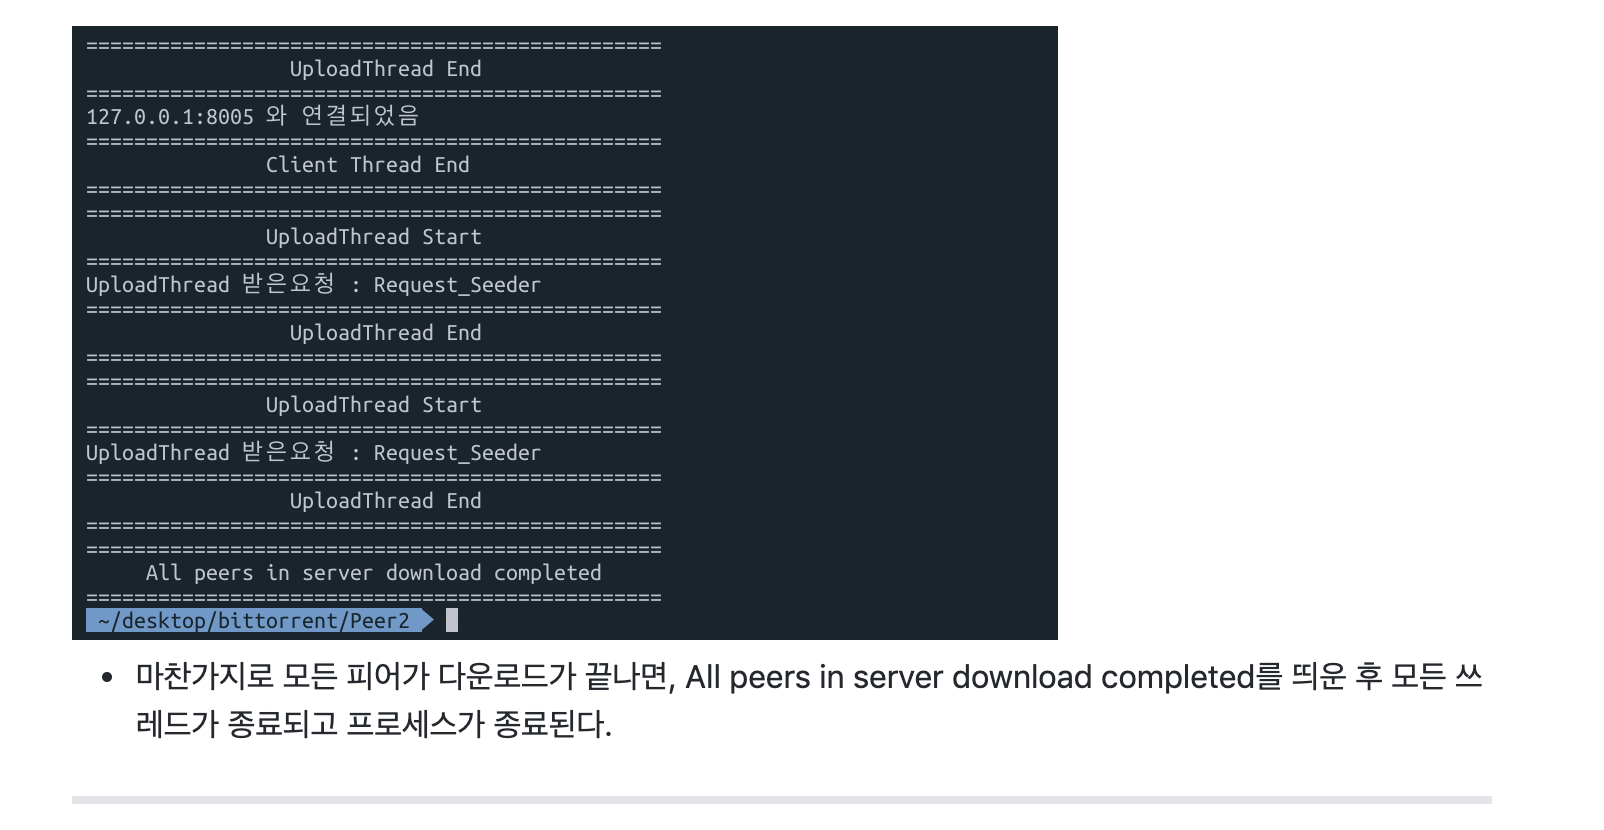 ================================================
UploadThread End
================================================
127.0.0.1:8005 와 연결되었음
================================================
Client Thread End
================================================
================================================
UploadThread Start
================================================
UploadThread 받은요청 : Request_Seeder
================================================
UploadThread End
================================================
================================================
UploadThread Start
================================================
UploadThread 받은요청 : Request_Seeder
================================================
UploadThread End
================================================
================================================
All peers in server download completed
================================================
~/desktop/bittorrent/Peer2
• 마찬가지로 모든 피어가 다운로드가 끝나면, All peers in server download completed를 띄운 후 모든 쓰
레드가 종료되고 프로세스가 종료된다.